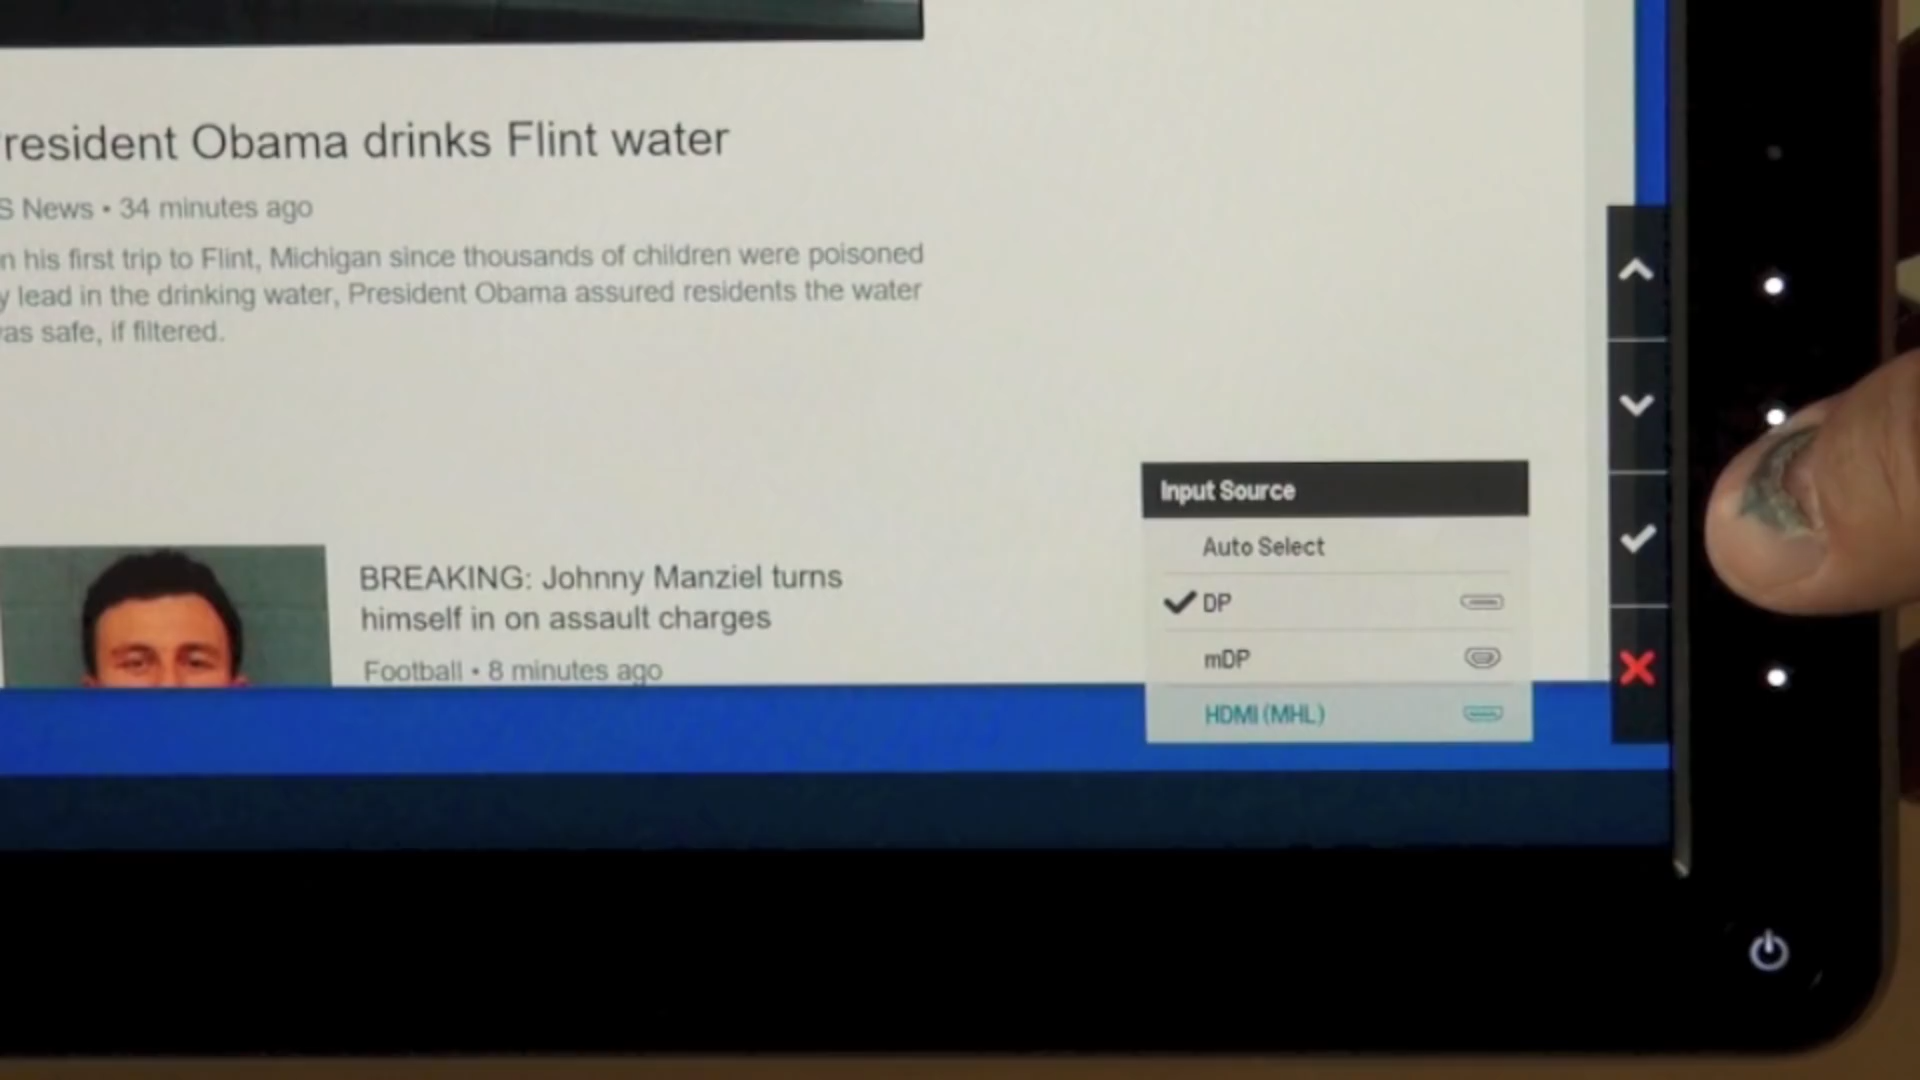 resident Obama drinks Flint water
S News • 34 minutes ago
n his first trip to Flint, Michigan since thousands of children were poisoned
y lead in the drinking water, President Obama assured residents the water
as safe, if filtered.
BREAKING: Johnny Manziel turns
himself in on assault charges
Football • 8 minutes ago
Input Source
Auto Select
DP
mDP
HDMI (MHL)